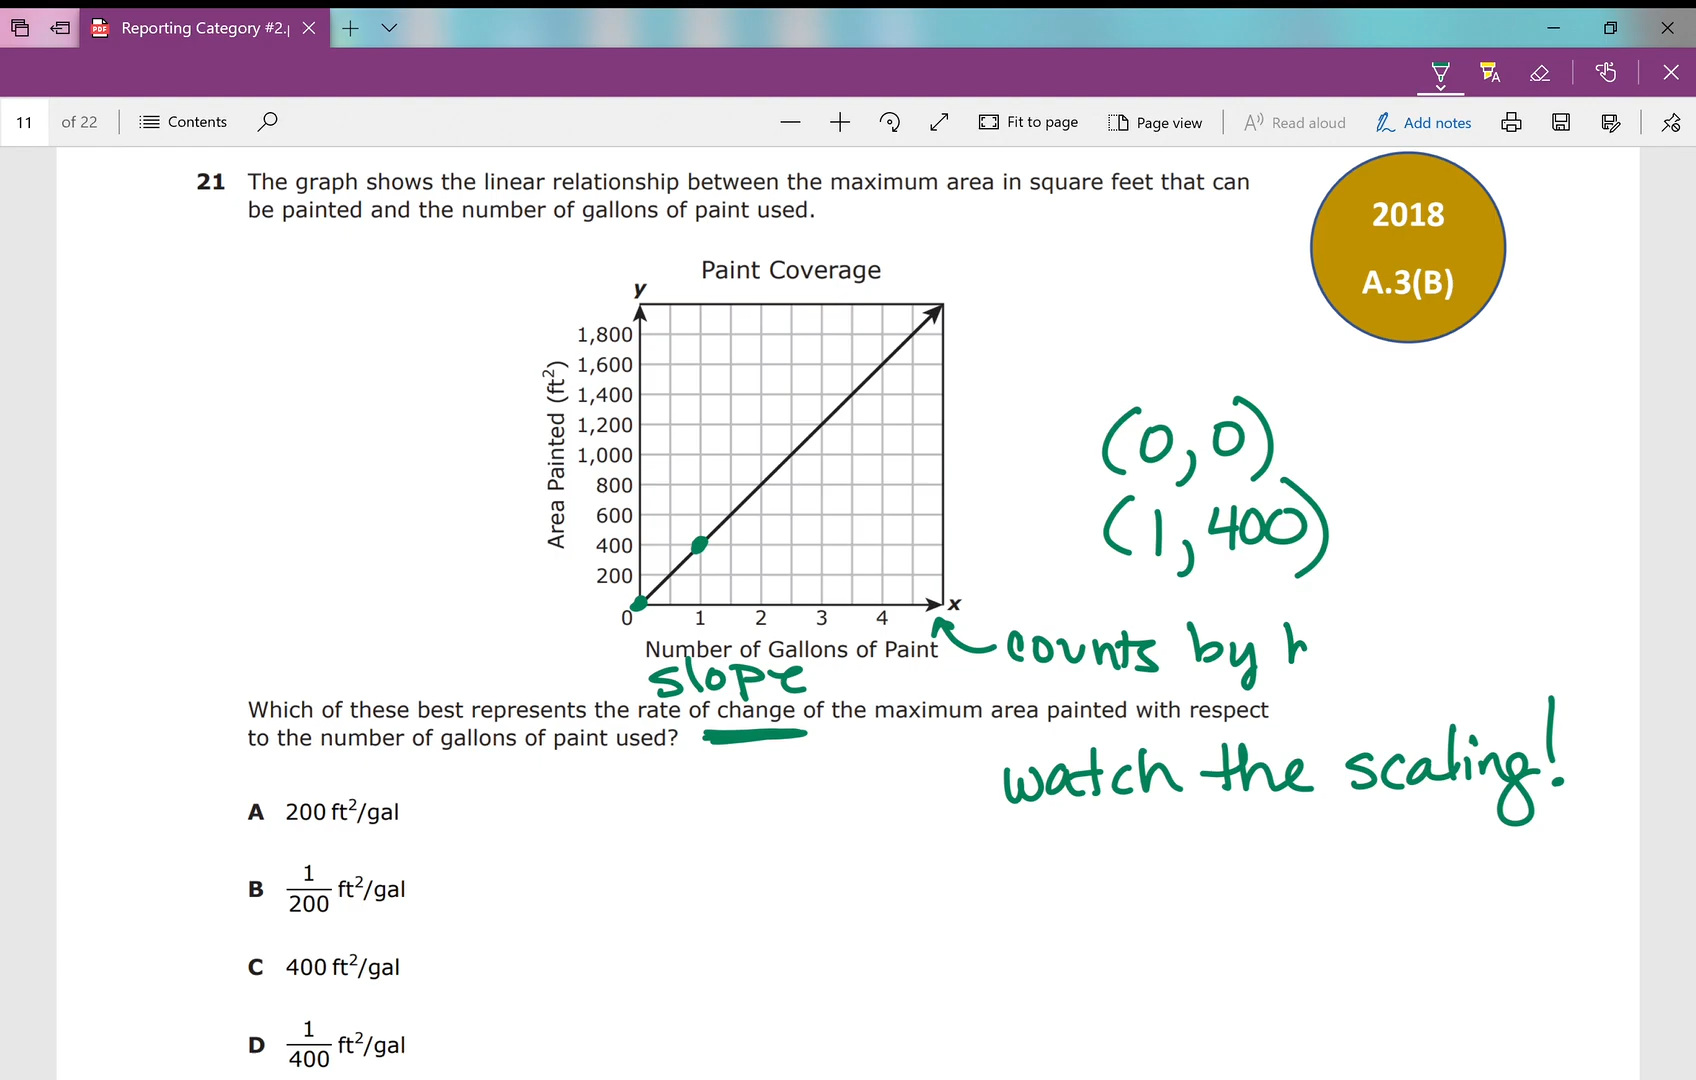 Reporting Category #2.p
11 of 22 Contents Fit to page Page view Read aloud Add notes
21 The graph shows the linear relationship between the maximum area in square feet that can
be painted and the number of gallons of paint used.
2018
A.3(B)
Paint Coverage
y
1,800
1,600
1,400
1,200
1,000
800
600
400
200
0
Area Painted (ft²)
1 2 3 4
x
Number of Gallons of Paint
(0,0)
(1,400)
counts by
slope
Which of these best represents the rate of change of the maximum area painted with respect
to the number of gallons of paint used?
watch the scaling!
A 200 ft²/gal
B 1/200 ft²/gal
C 400 ft²/gal
D 1/400 ft²/gal